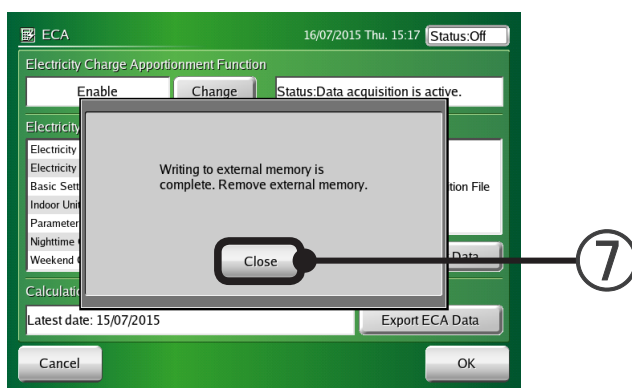 ECA 16/07/2015 Thu. 15:17 Status:Off
Electricity Charge Apportionment Function
Enable Change Status:Data acquisition is active.
Electricity
Electricity
Electricity
Basic Sett
Indoor Unit
Parameter
Nighttime
Weekend
Writing to external memory is
complete. Remove external memory.
tion File
Close
Data
7
Calculatio
Latest date: 15/07/2015 Export ECA Data
Cancel OK